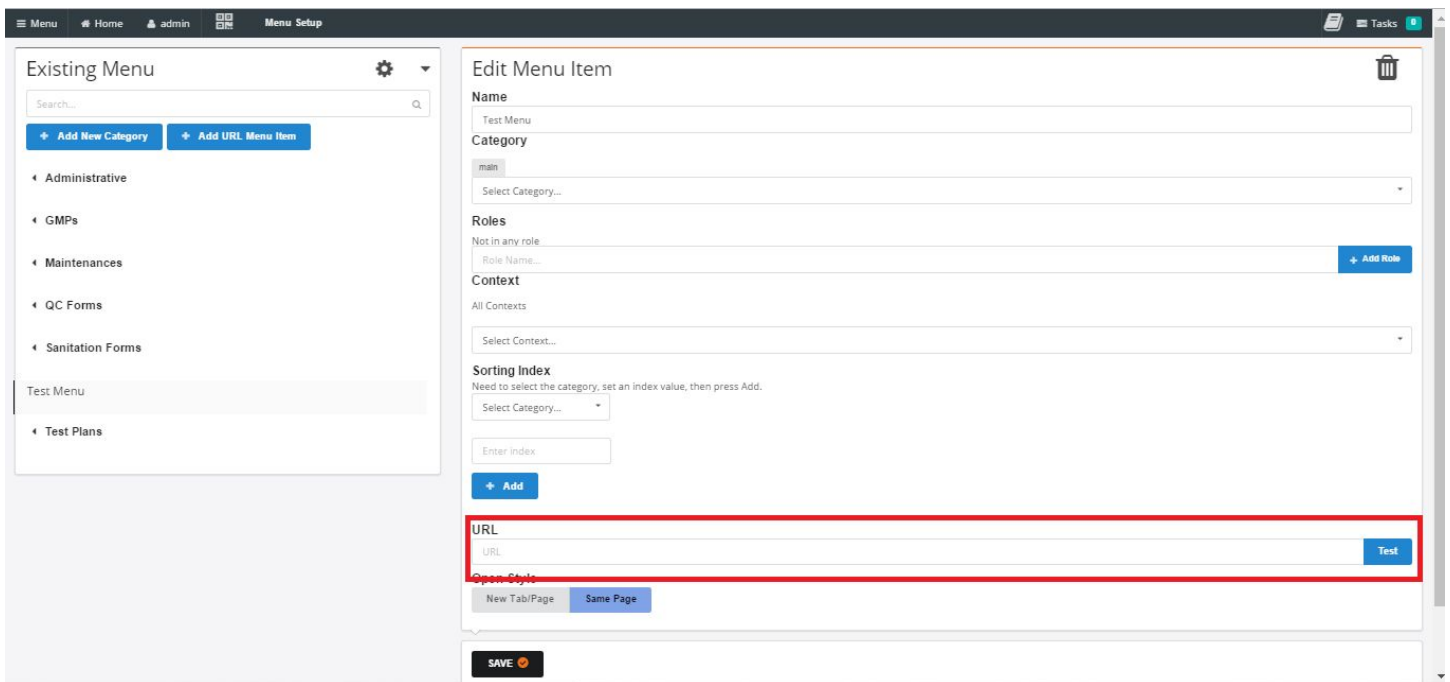 Menu Home admin Menu Setup Tasks 0
Existing Menu
Search...
+ Add New Category + Add URL Menu Item
Administrative
GMPs
Maintenances
QC Forms
Sanitation Forms
Test Menu
Test Plans
Edit Menu Item
Name
Test Menu
Category
main
Select Category...
Roles
Not in any role
Role Name...
+ Add Role
Context
All Contexts
Select Context...
Sorting Index
Need to select the category, set an index value, then press Add.
Select Category...
Enter index
+ Add
URL
URL
Test
Open Style
New Tab/Page Same Page
SAVE